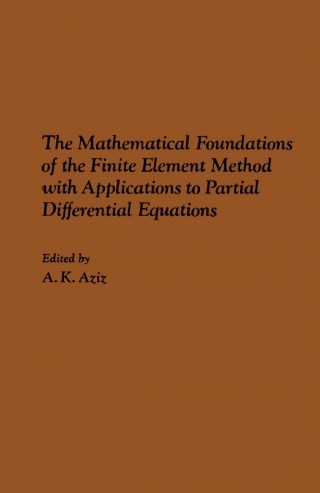 The Mathematical Foundations
of the Finite Element Method
with Applications to Partial
Differential Equations
Edited by
A. K. Aziz